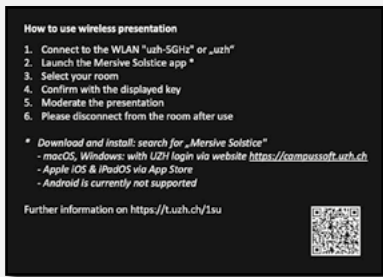 How to use wireless presentation
1. Connect to the WLAN "uzh-5GHz" or „uzh“
2. Launch the Mersive Solstice app *
3. Select your room
4. Confirm with the displayed key
5. Moderate the presentation
6. Please disconnect from the room after use
* Download and install: search for „Mersive Solstice"
- macOS, Windows: with UZH login via website https://campussoft.uzh.ch
- Apple iOS & iPadOS via App Store
- Android is currently not supported
Further information on https://t.uzh.ch/1su